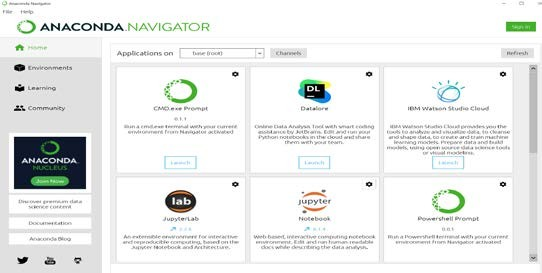 Anaconda Navigator
File Help
ANACONDA.NAVIGATOR
Sign in
Home
Environments
Learning
Community
Applications on
base (root)
Channels
Refresh
CMD.exe Prompt
0.1.1
Run a cmd.exe terminal with your current
environment from Navigator activated
Launch
DL
Datalore
Online Data Analysis Tool with smart coding
assistance by JetBrains. Edit and run your
Python notebooks in the cloud and share
them with your team.
Launch
IBM Watson Studio Cloud
IBM Watson Studio Cloud provides you the
tools to analyze and visualize data, to cleanse
and shape data, to create and train machine
learning models. Prepare data and build
models, using open source data science tools
or visual modeling.
Launch
lab
JupyterLab
An extensible environment for interactive
and reproducible computing, based on the
Jupyter Notebook and Architecture.
jupyter
Notebook
Web-based, interactive computing notebook
environment. Edit and run human-readable
docs while describing the data analysis.
Powershell Prompt
0.0.1
Run a Powershell terminal with your current
environment from Navigator activated
ANACONDA.
NUCLEUS
Join Now
Discover premium data
science content
Documentation
Anaconda Blog